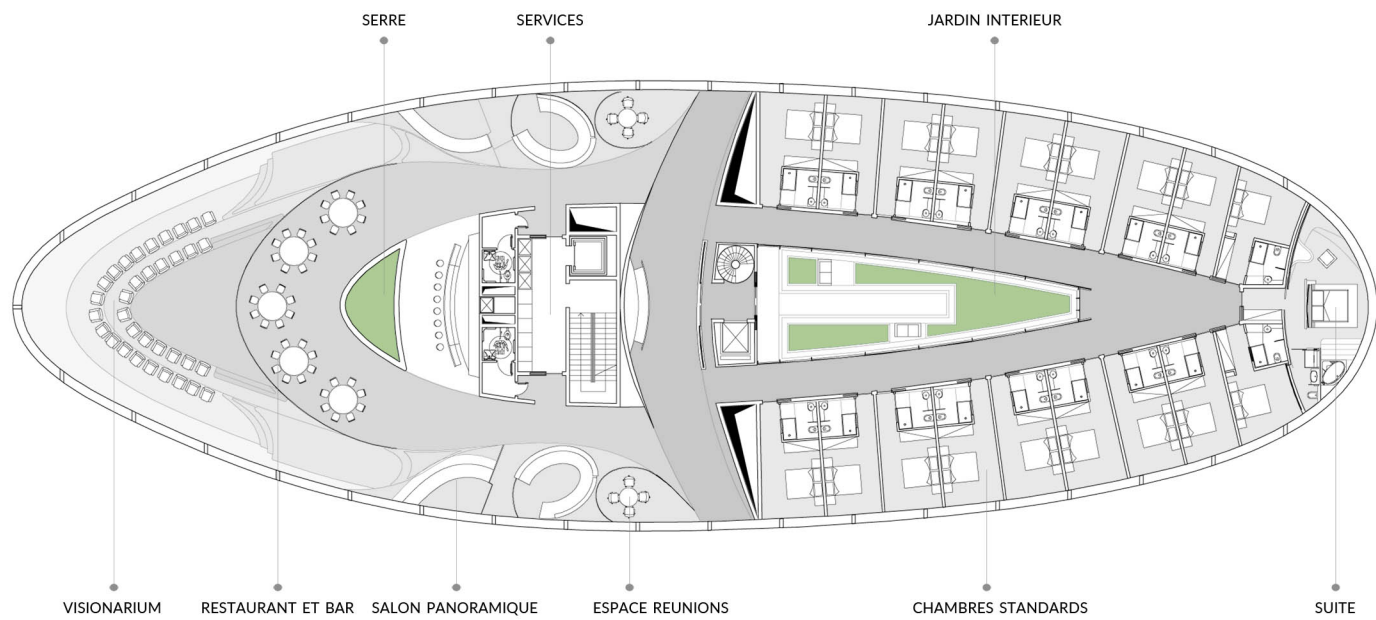 SERRE
SERVICES
JARDIN INTERIEUR
VISIONARIUM
RESTAURANT ET BAR
SALON PANORAMIQUE
ESPACE REUNIONS
CHAMBRES STANDARDS
SUITE